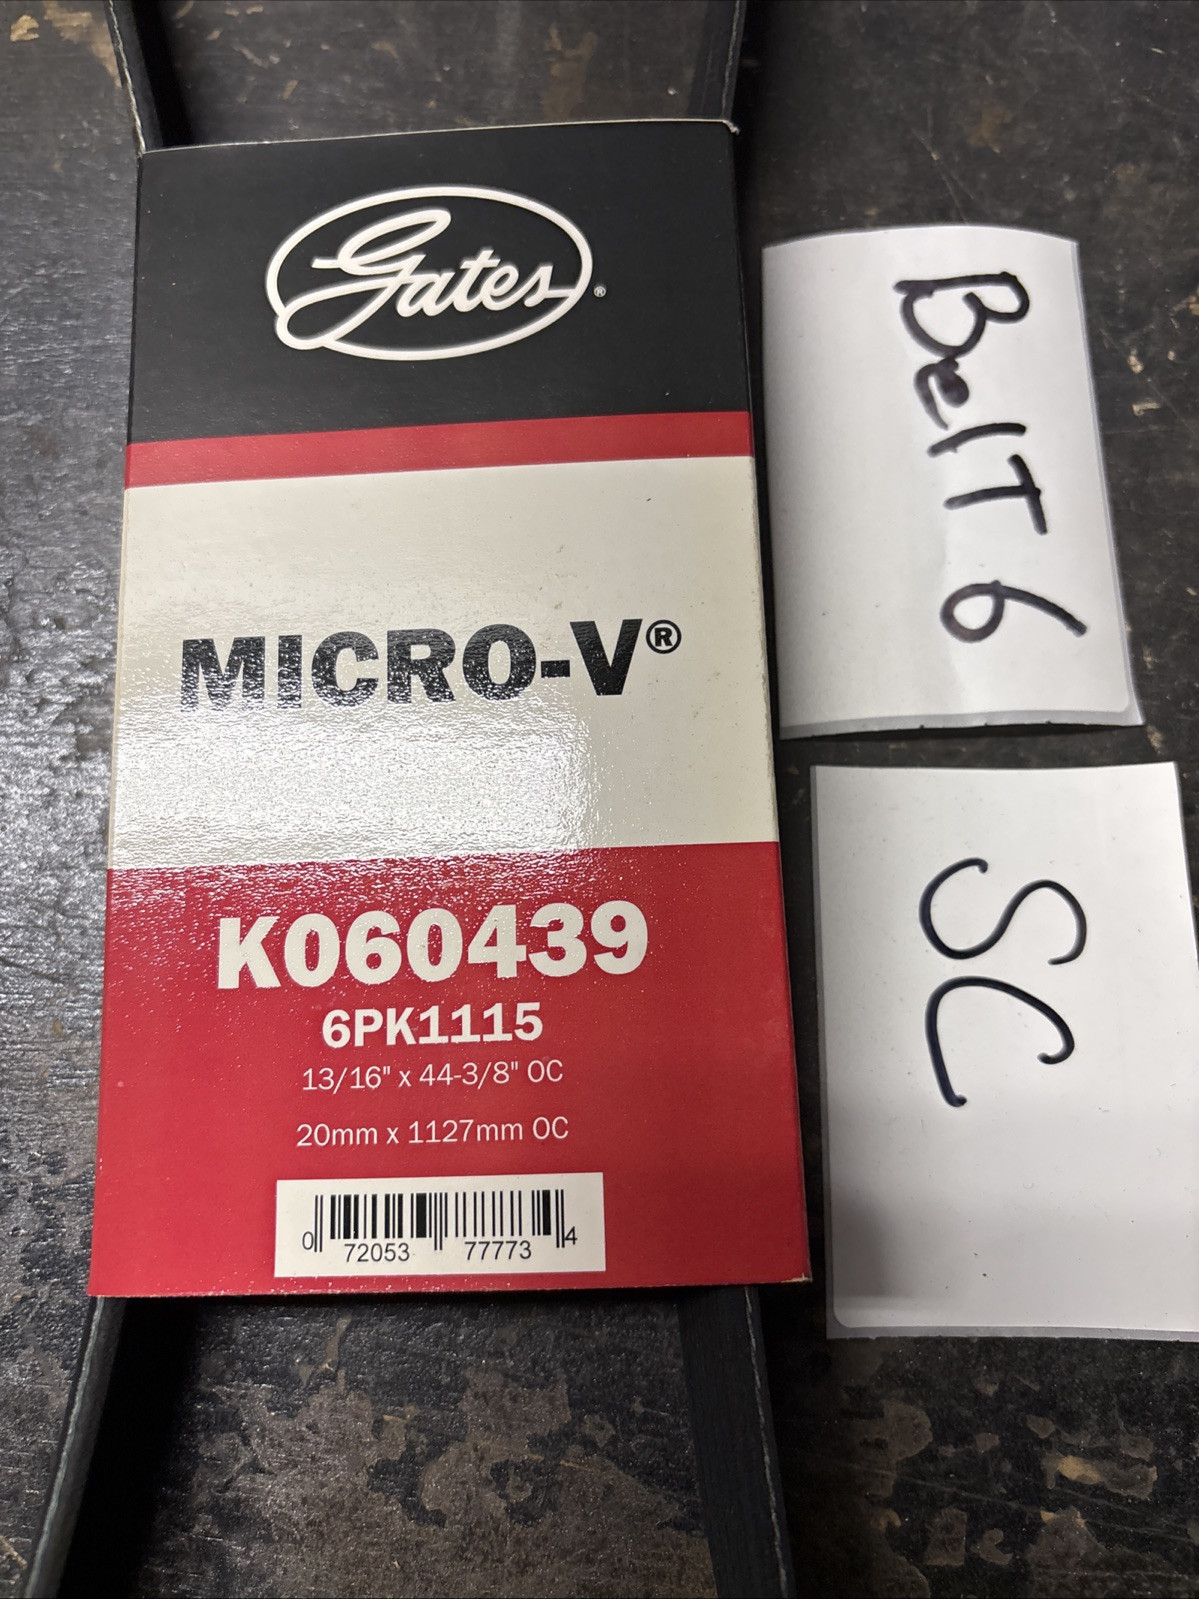 Gates®
MICRO-V®
K060439
6PK1115
13/16" x 44-3/8" OC
20mm x 1127mm OC
0 72053 77773 4
BelT 6
SC